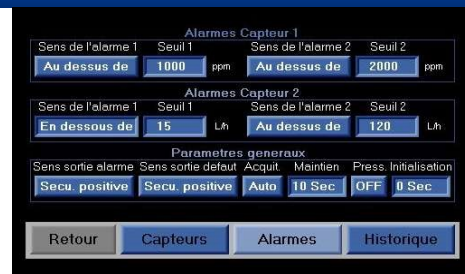 Alarmes Capteur 1
Sens de l'alarme 1 Seuil 1 Sens de l'alarme 2 Seuil 2
Au dessus de 1000 ppm Au dessus de 2000 ppm
Alarmes Capteur 2
Sens de l'alarme 1 Seuil 1 Sens de l'alarme 2 Seuil 2
En dessous de 15 L/h Au dessus de 120 L/h
Parametres generaux
Sens sortie alarme Sens sortie defaut Acquit. Maintien Press. Initialisation
Secu. positive Secu. positive Auto 10 Sec OFF 0 Sec
Retour Capteurs Alarmes Historique